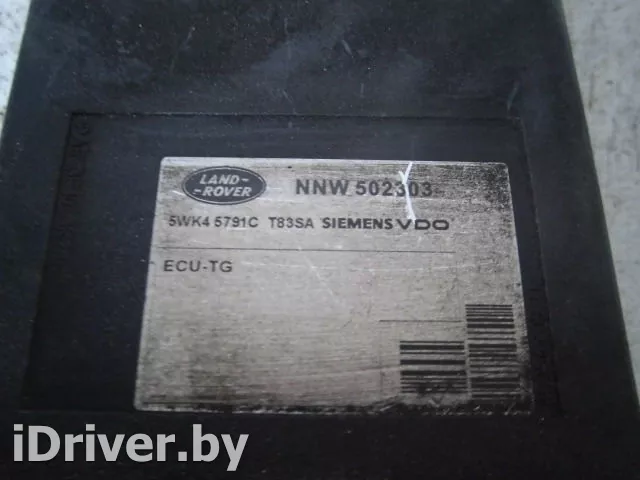 LAND-
-ROVER
NNW 502303
5WK4 5791C T83SA SIEMENS VDO
ECU-TG
iDriver.by